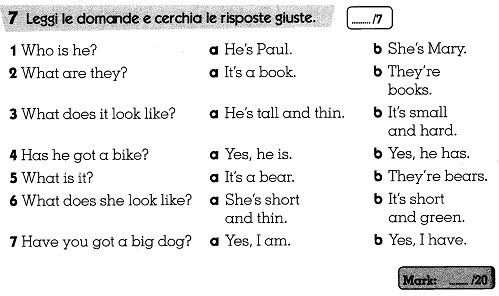 7 Leggi le domande e cerchia le risposte giuste. ....... /7
1 Who is he? a He's Paul. b She's Mary.
2 What are they? a It's a book. b They're
books.
3 What does it look like? a He's tall and thin. b It's small
and hard.
4 Has he got a bike? a Yes, he is. b Yes, he has.
5 What is it? a It's a bear. b They're bears.
6 What does she look like? a She's short b It's short
and thin. and green.
7 Have you got a big dog? a Yes, I am. b Yes, I have.
Mark: ___ /20